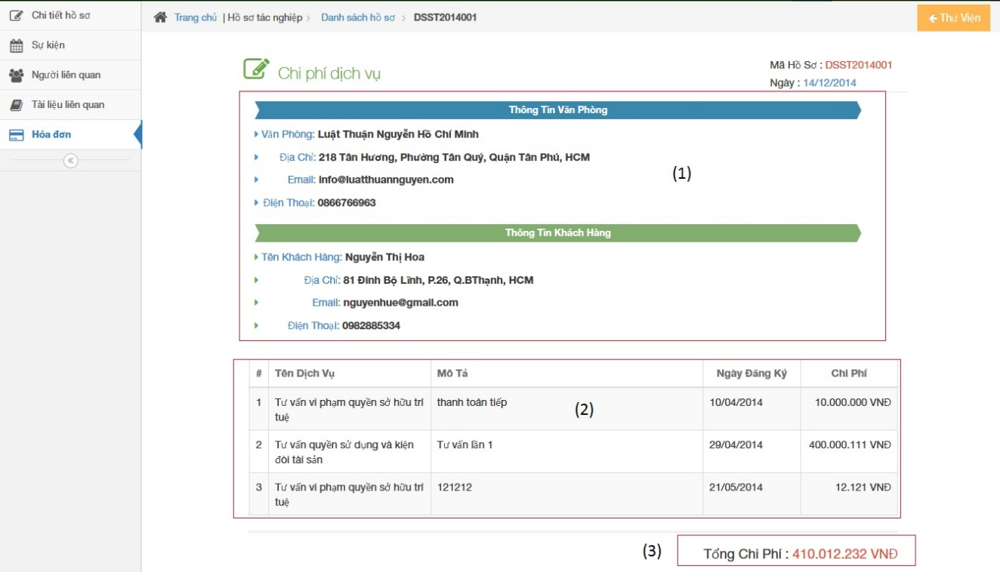 Chi tiết hồ sơ
Sự kiện
Người liên quan
Tài liệu liên quan
Hóa đơn
Trang chủ | Hồ sơ tác nghiệp > Danh sách hồ sơ > DSST2014001
Thư Viện
Chi phí dịch vụ
Mã Hồ Sơ : DSST2014001
Ngày : 14/12/2014
Thông Tin Văn Phòng
Văn Phòng: Luật Thuận Nguyễn Hồ Chí Minh
Địa Chỉ: 218 Tân Hương, Phường Tân Quý, Quận Tân Phú, HCM
Email: info@luatthuannguyen.com
Điện Thoại: 0866766963
(1)
Thông Tin Khách Hàng
Tên Khách Hàng: Nguyễn Thị Hoa
Địa Chỉ: 81 Đinh Bộ Lĩnh, P.26, Q.BThạnh, HCM
Email: nguyenhue@gmail.com
Điện Thoại: 0982885334
# Tên Dịch Vụ Mô Tả Ngày Đăng Ký Chi Phí
1 Tư vấn vi phạm quyền sở hữu trí thanh toán tiếp 10/04/2014 10.000.000 VNĐ
tuệ
(2)
2 Tư vấn quyền sử dụng và kiện Tư vấn lần 1 29/04/2014 400.000.111 VNĐ
đòi tài sản
3 Tư vấn vi phạm quyền sở hữu trí 121212 21/05/2014 12.121 VNĐ
tuệ
(3) Tổng Chi Phí : 410.012.232 VNĐ